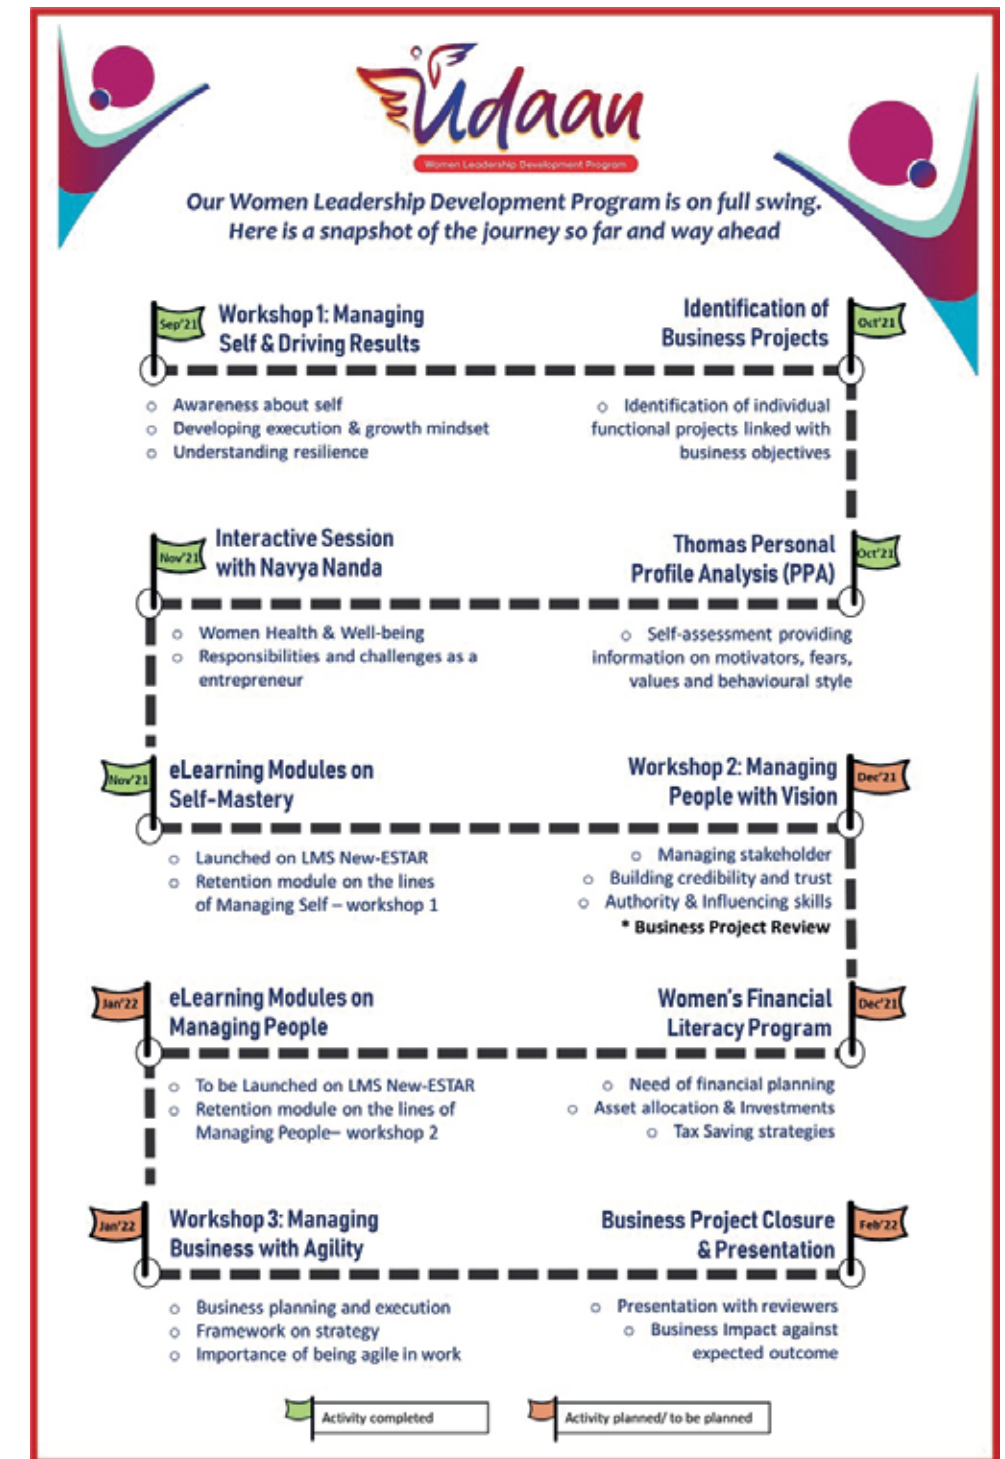 Udaan
Women Leadership Development Program
Our Women Leadership Development Program is on full swing.
Here is a snapshot of the journey so far and way ahead
Sep'21
Workshop 1: Managing
Self & Driving Results
○ Awareness about self
○ Developing execution & growth mindset
○ Understanding resilience
Oct'21
Identification of
Business Projects
○ Identification of individual
functional projects linked with
business objectives
Oct'21
Thomas Personal
Profile Analysis (PPA)
○ Self-assessment providing
information on motivators, fears,
values and behavioural style
Nov'21
Interactive Session
with Navya Nanda
○ Women Health & Well-being
○ Responsibilities and challenges as a
entrepreneur
Nov'21
eLearning Modules on
Self-Mastery
○ Launched on LMS New-ESTAR
○ Retention module on the lines
of Managing Self – workshop 1
Dec'21
Workshop 2: Managing
People with Vision
○ Managing stakeholder
○ Building credibility and trust
○ Authority & Influencing skills
* Business Project Review
Dec'21
Women's Financial
Literacy Program
○ Need of financial planning
○ Asset allocation & Investments
○ Tax Saving strategies
Jan'22
eLearning Modules on
Managing People
○ To be Launched on LMS New-ESTAR
○ Retention module on the lines of
Managing People– workshop 2
Jan'22
Workshop 3: Managing
Business with Agility
○ Business planning and execution
○ Framework on strategy
○ Importance of being agile in work
Feb'22
Business Project Closure
& Presentation
○ Presentation with reviewers
○ Business Impact against
expected outcome
Activity completed
Activity planned/ to be planned